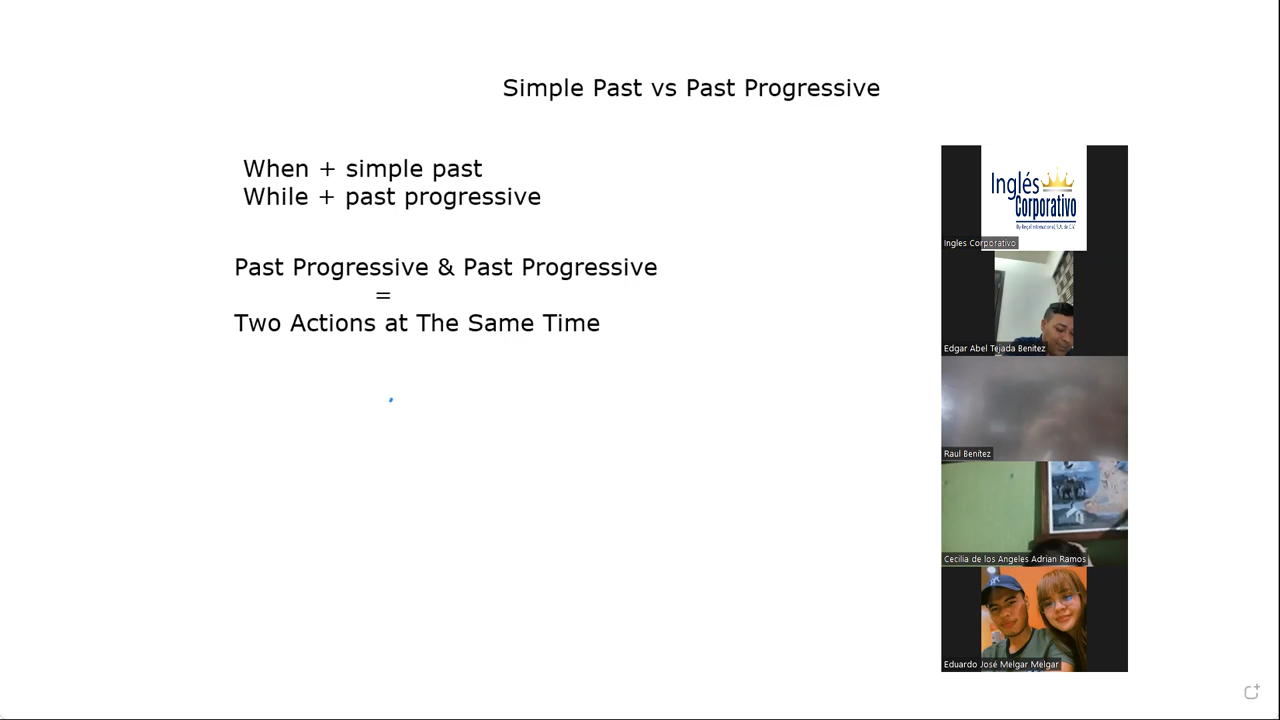 Simple Past vs Past Progressive
When + simple past
While + past progressive
Past Progressive & Past Progressive
=
Two Actions at The Same Time
Inglés
Corporativo
Ingles Corporativo
Edgar Abel Tejada Benítez
Raul Benítez
Cecilia de los Angeles Adrian Ramos
Eduardo José Melgar Melgar